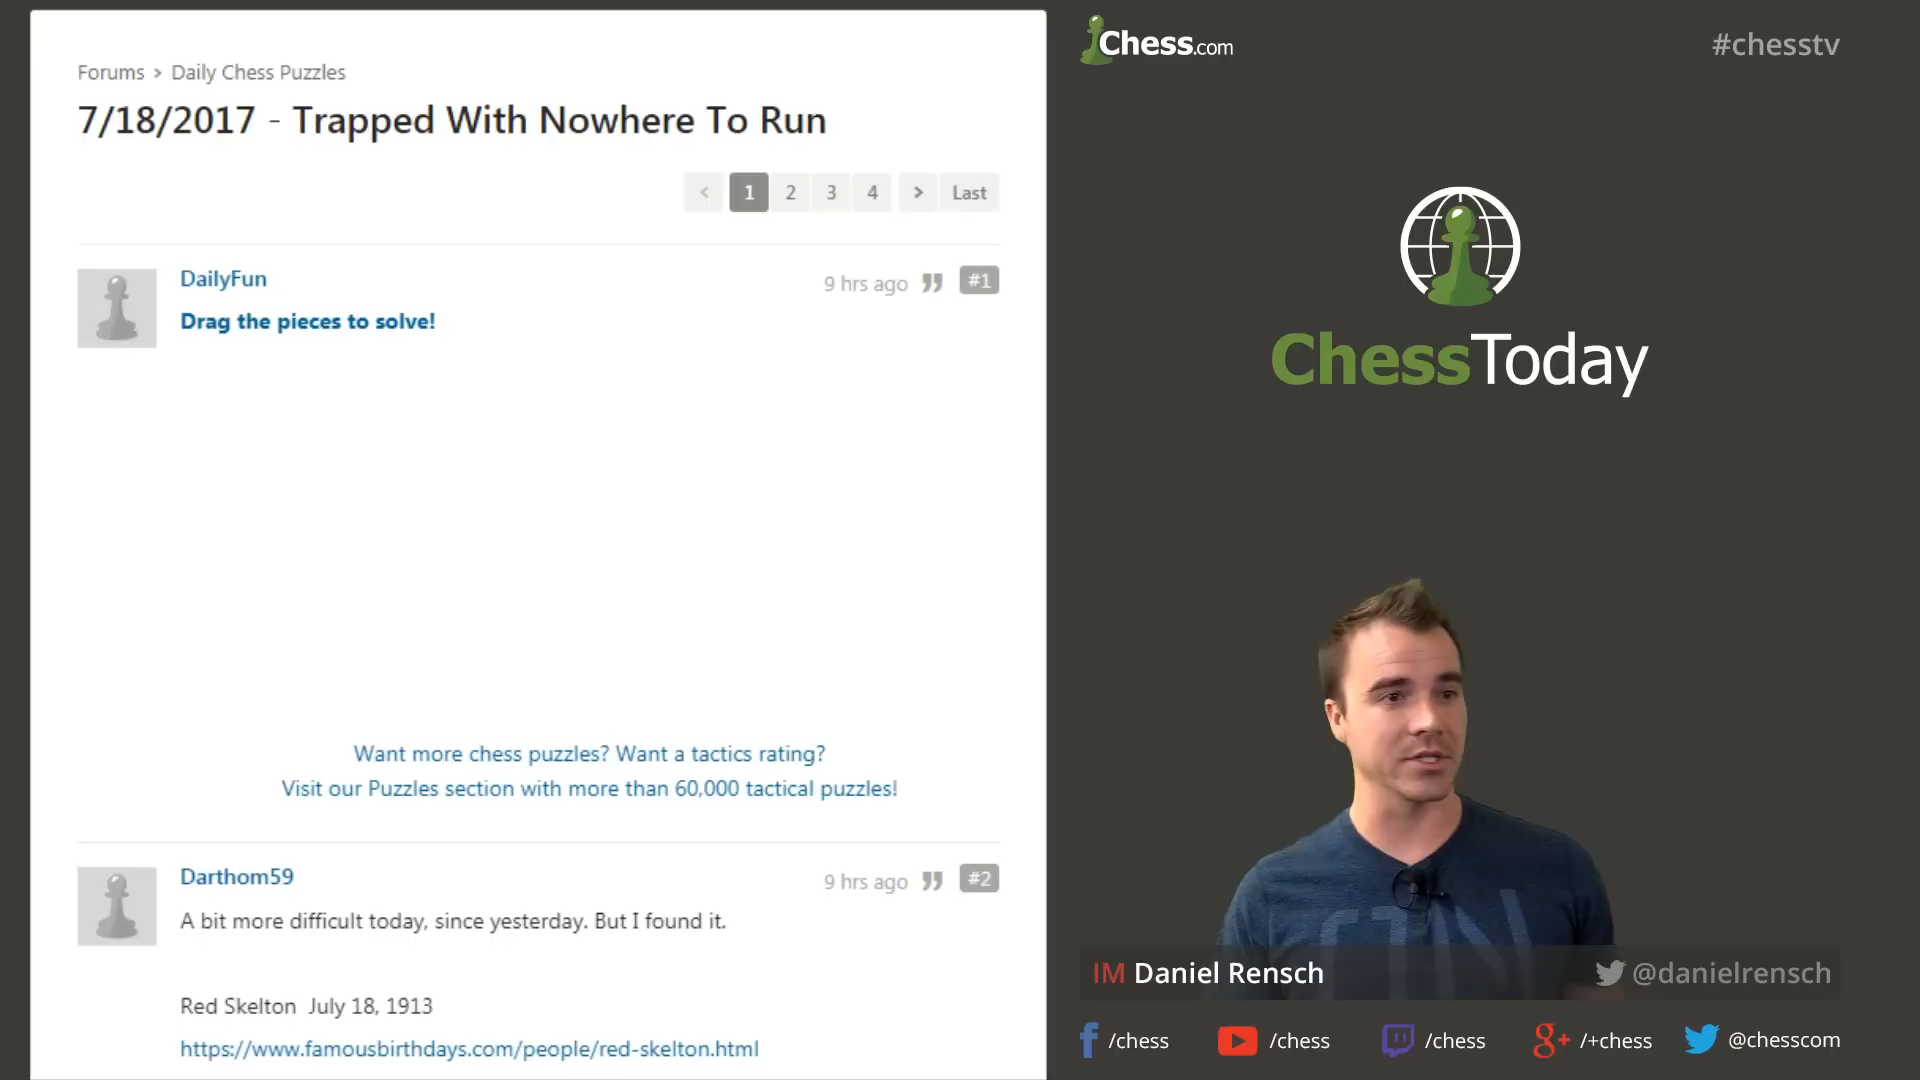 Forums > Daily Chess Puzzles
7/18/2017 - Trapped With Nowhere To Run
< 1 2 3 4 > Last
DailyFun
9 hrs ago
#1
Drag the pieces to solve!
Want more chess puzzles? Want a tactics rating?
Visit our Puzzles section with more than 60,000 tactical puzzles!
Darthom59
9 hrs ago
#2
A bit more difficult today, since yesterday. But I found it.
Red Skelton July 18, 1913
https://www.famousbirthdays.com/people/red-skelton.html
Chess.com
#chesstv
ChessToday
IM Daniel Rensch
@danielrensch
/chess
/chess
/chess
g+ /+chess
@chesscom